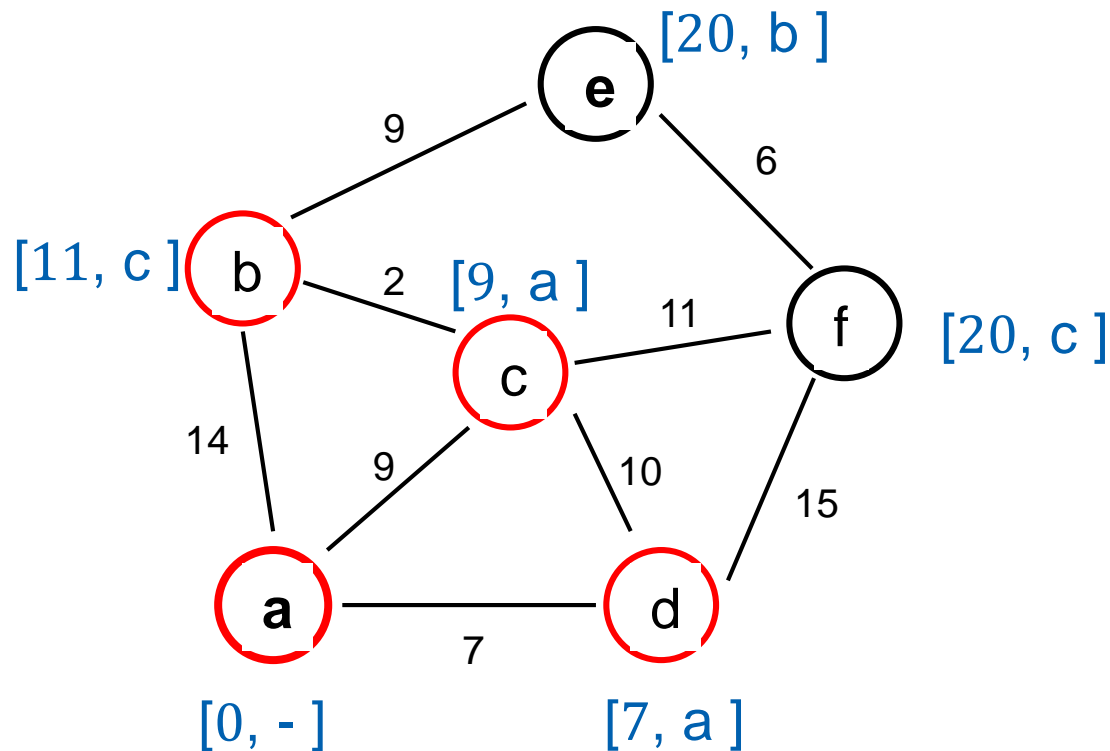 [20, b ]
e
9
6
[11, c ]
b
2
[9, a ]
11
f
[20, c ]
c
14
9
10
15
a
d
7
[0, - ]
[7, a ]